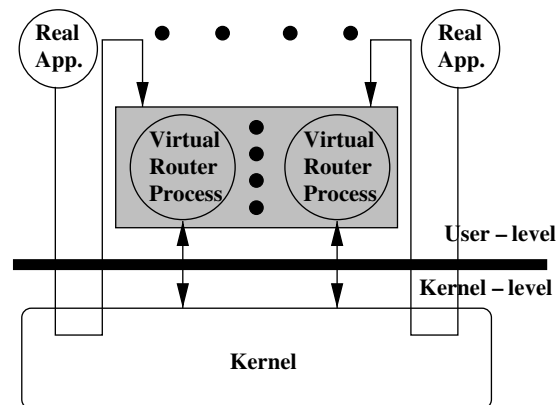 Real
App.
Real
App.
Virtual
Router
Process
Virtual
Router
Process
User – level
Kernel – level
Kernel